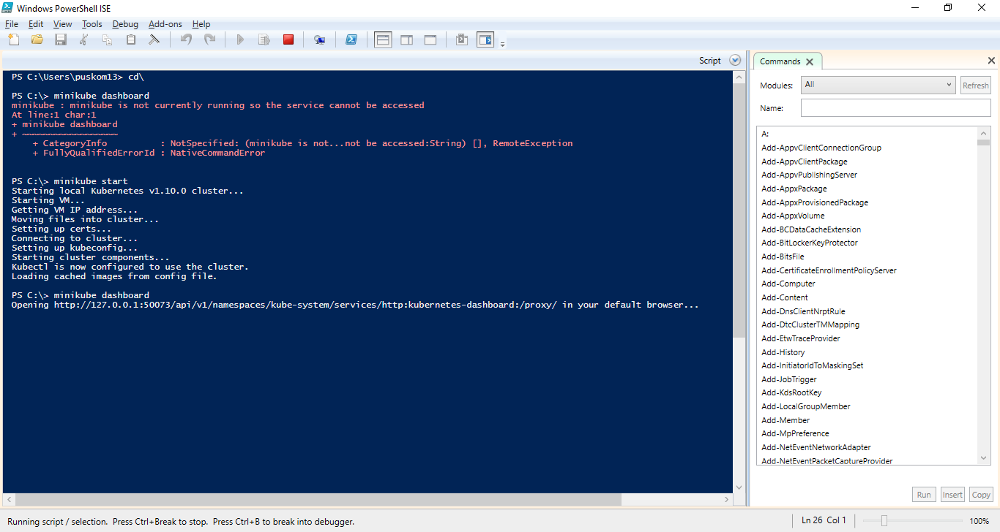 Windows PowerShell ISE
File Edit View Tools Debug Add-ons Help
Script
PS C:\Users\puskom13> cd\
PS C:\> minikube dashboard
minikube : minikube is not currently running so the service cannot be accessed
At line:1 char:1
+ minikube dashboard
+ ~~~~~~~~~~~~~~~~~~
+ CategoryInfo : NotSpecified: (minikube is not...not be accessed:String) [], RemoteException
+ FullyQualifiedErrorId : NativeCommandError
PS C:\> minikube start
Starting local Kubernetes v1.10.0 cluster...
Starting VM...
Getting VM IP address...
Moving files into cluster...
Setting up certs...
Connecting to cluster...
Setting up kubeconfig...
Starting cluster components...
Kubectl is now configured to use the cluster.
Loading cached images from config file.
PS C:\> minikube dashboard
Opening http://127.0.0.1:50073/api/v1/namespaces/kube-system/services/http:kubernetes-dashboard:/proxy/ in your default browser...
Commands
Modules: All Refresh
Name:
A:
Add-AppvClientConnectionGroup
Add-AppvClientPackage
Add-AppvPublishingServer
Add-AppxPackage
Add-AppxProvisionedPackage
Add-AppxVolume
Add-BCDataCacheExtension
Add-BitLockerKeyProtector
Add-BitsFile
Add-CertificateEnrollmentPolicyServer
Add-Computer
Add-Content
Add-DnsClientNrptRule
Add-DtcClusterTMMapping
Add-EtwTraceProvider
Add-History
Add-InitiatorIdToMaskingSet
Add-JobTrigger
Add-KdsRootKey
Add-LocalGroupMember
Add-Member
Add-MpPreference
Add-NetEventNetworkAdapter
Add-NetEventPacketCaptureProvider
Run Insert Copy
Running script / selection. Press Ctrl+Break to stop. Press Ctrl+B to break into debugger.
Ln 26 Col 1
100%